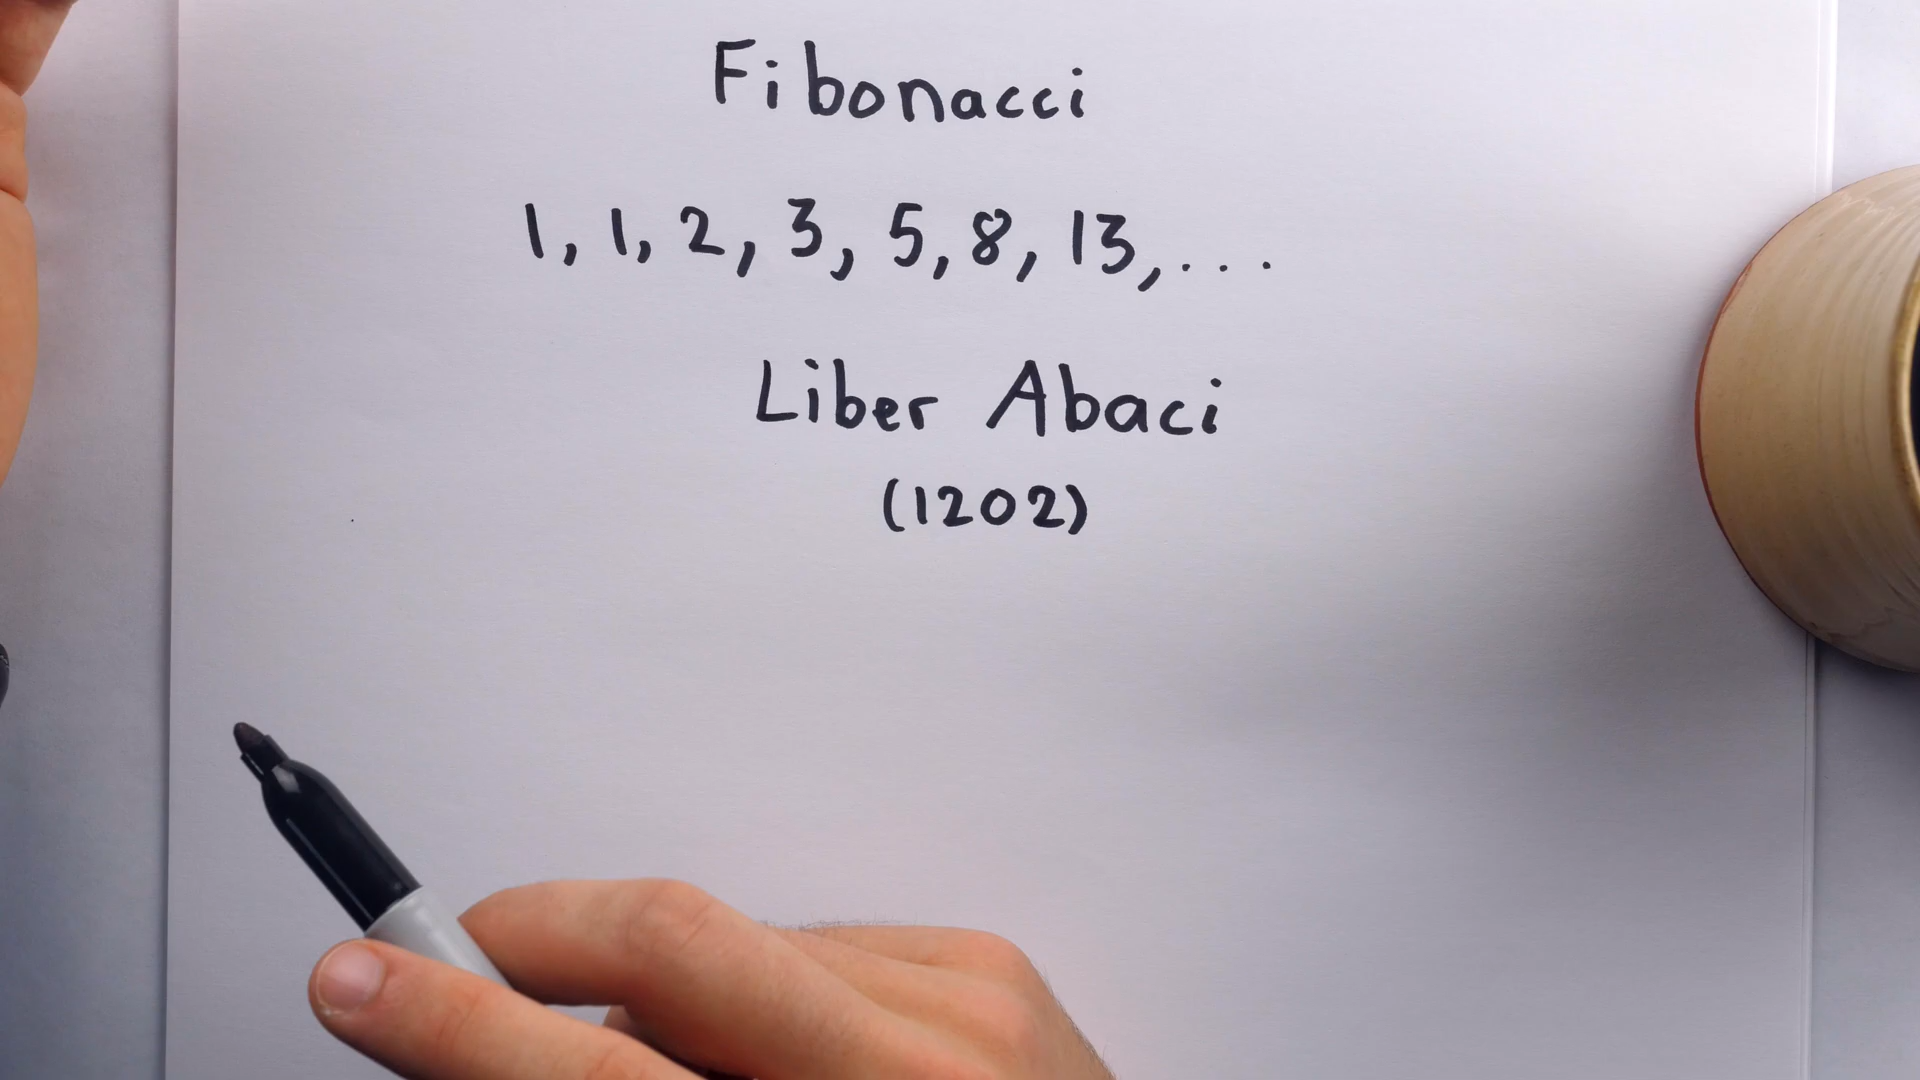 Fibonacci
1, 1, 2, 3, 5, 8, 13, ...
Liber Abaci
(1202)